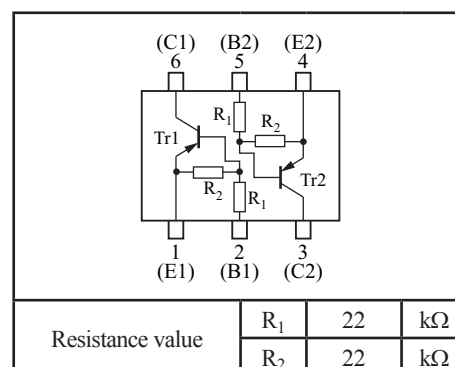 (C1) (B2) (E2)
6 5 4
R1
R2
Tr1
Tr2
R2
R1
1 2 3
(E1) (B1) (C2)
Resistance value R1 22 kΩ
R2 22 kΩ